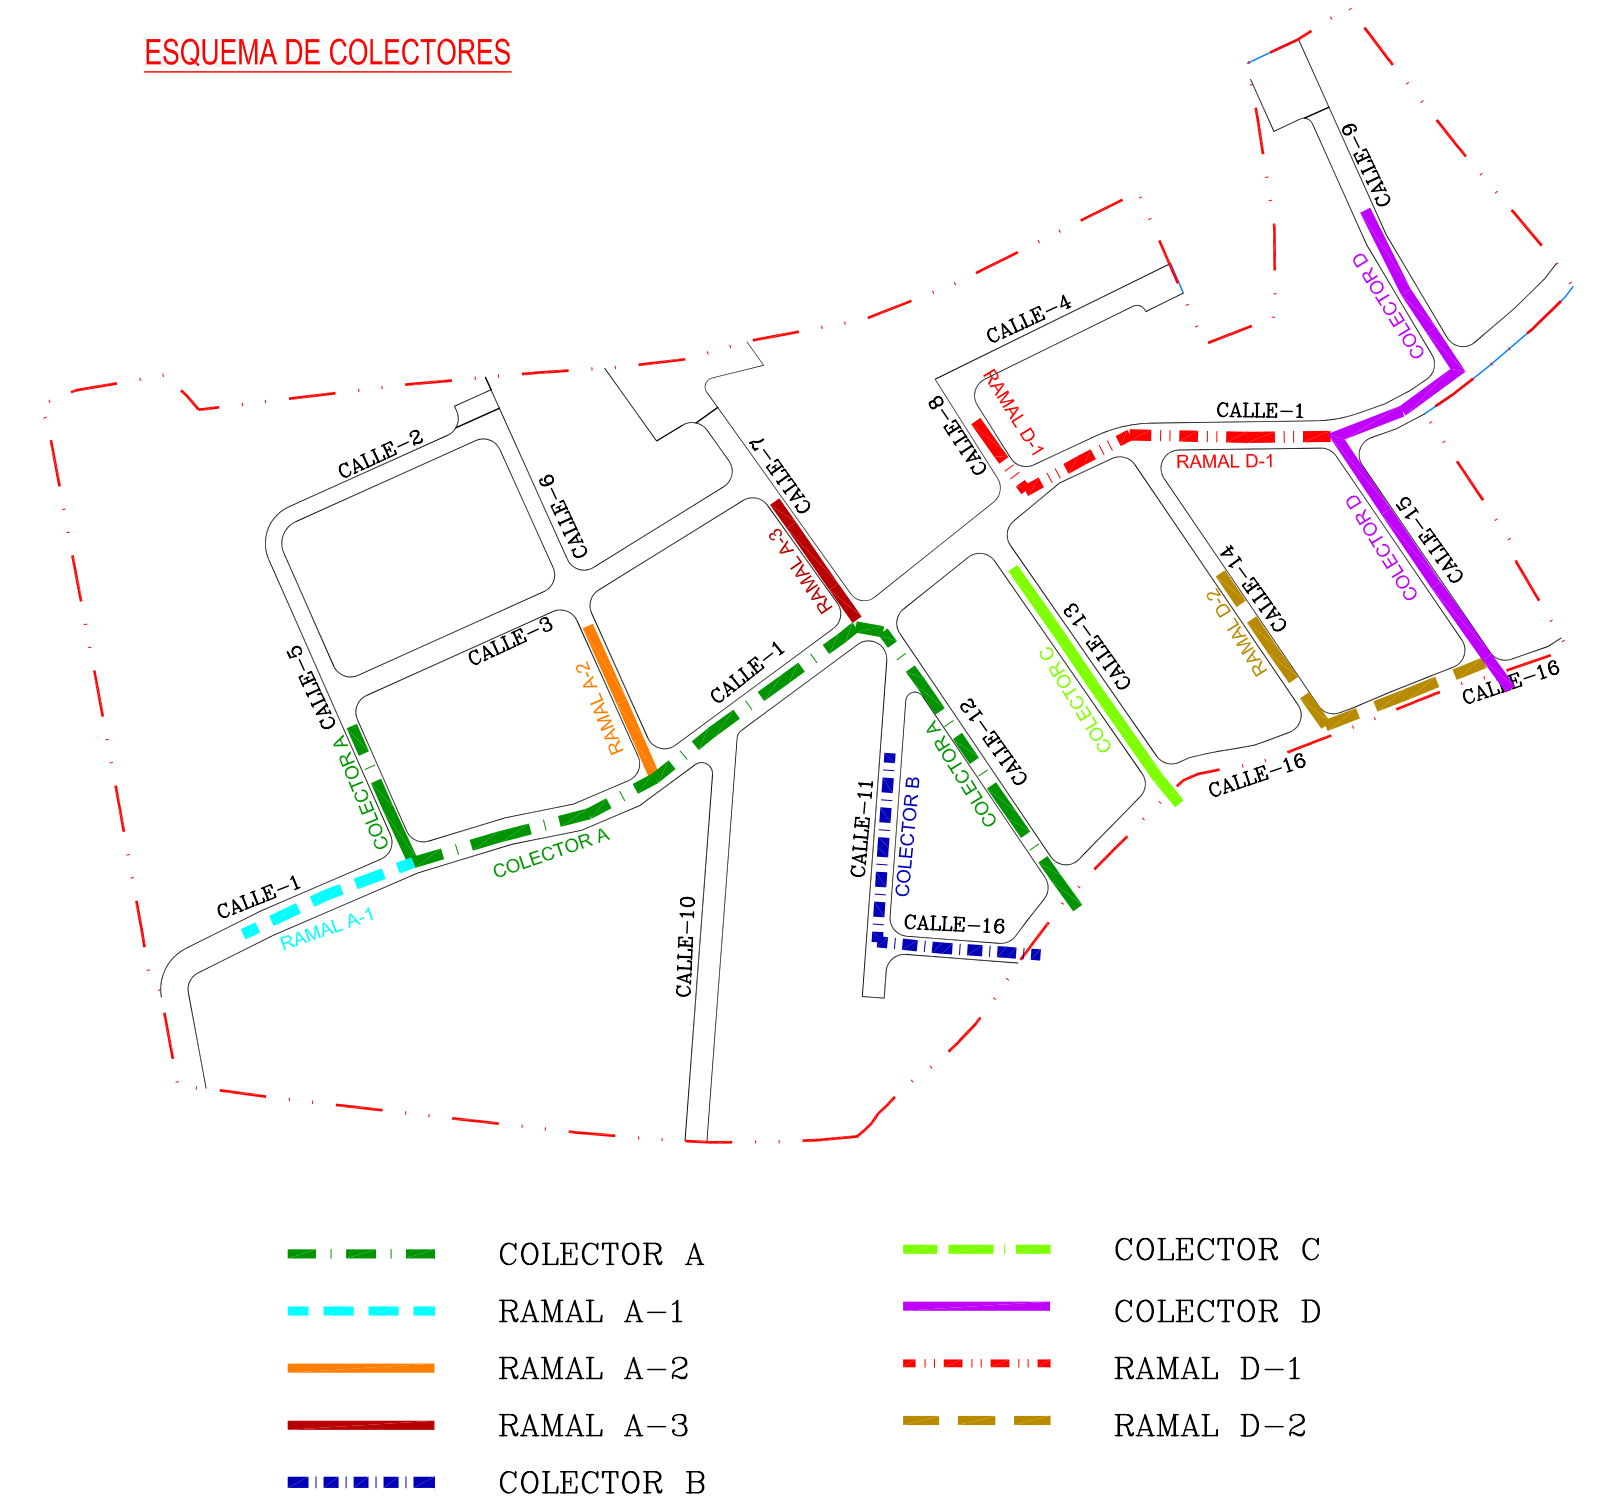 ESQUEMA DE COLECTORES
CALLE-9
COLECTOR D
CALLE-4
RAMAL D-1
CALLE-8
CALLE-1
RAMAL D-1
CALLE-2
CALLE-7
CALLE-6
RAMAL A-3
CALLE-15
COLECTOR D
CALLE-14
RAMAL D-2
CALLE-13
COLECTOR C
CALLE-3
CALLE-5
RAMAL A-2
CALLE-1
CALLE-16
CALLE-12
COLECTOR A
CALLE-16
COLECTOR A
COLECTOR A
CALLE-11
COLECTOR B
CALLE-1
RAMAL A-1
CALLE-10
CALLE-16
COLECTOR A
RAMAL A-1
RAMAL A-2
RAMAL A-3
COLECTOR B
COLECTOR C
COLECTOR D
RAMAL D-1
RAMAL D-2